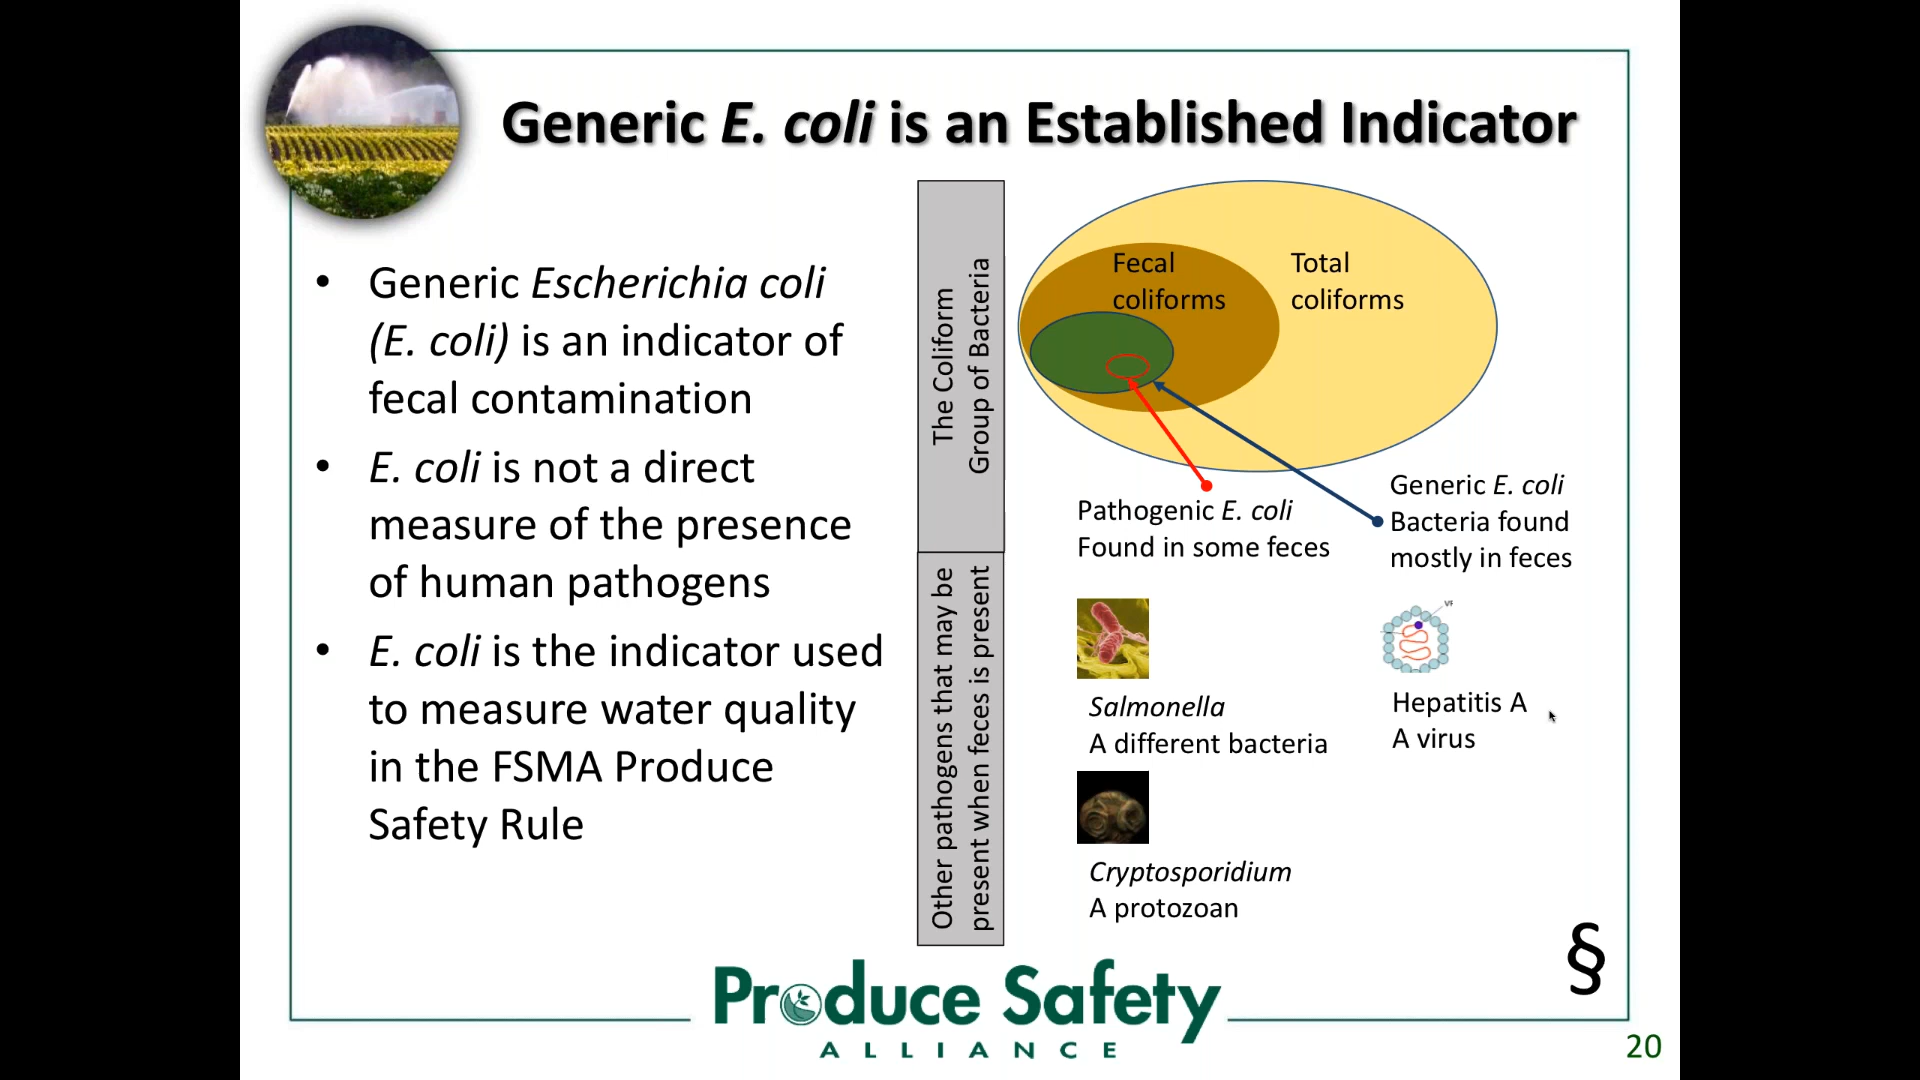 Generic E. coli is an Established Indicator
• Generic Escherichia coli
(E. coli) is an indicator of
fecal contamination
• E. coli is not a direct
measure of the presence
of human pathogens
• E. coli is the indicator used
to measure water quality
in the FSMA Produce
Safety Rule
The Coliform
Group of Bacteria
Fecal
coliforms
Total
coliforms
Pathogenic E. coli
Found in some feces
Generic E. coli
Bacteria found
mostly in feces
Other pathogens that may be
present when feces is present
Salmonella
A different bacteria
VP
Hepatitis A
A virus
Cryptosporidium
A protozoan
§
Produce Safety
ALLIANCE
20